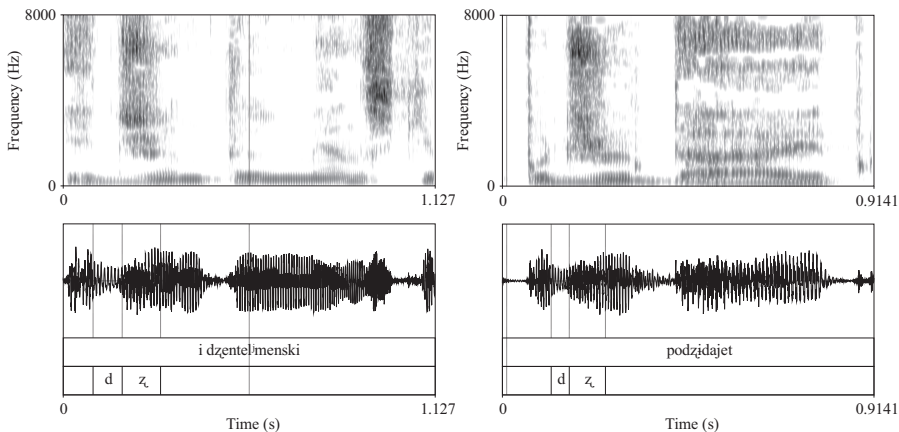 8000
Frequency (Hz)
0
0
1.127
i dʐentelʲmenski
d
ʐ
0
1.127
Time (s)
8000
Frequency (Hz)
0
0
0.9141
podʐɨdajet
d
ʐ
0
0.9141
Time (s)